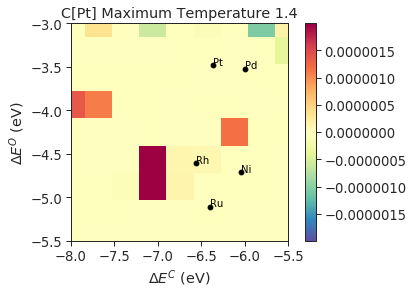 C[Pt] Maximum Temperature 1.4
−3.0
−3.5
−4.0
−4.5
−5.0
−5.5
ΔE^O (eV)
Pt
Pd
Rh
Ni
Ru
−8.0 −7.5 −7.0 −6.5 −6.0 −5.5
ΔE^C (eV)
0.0000015
0.0000010
0.0000005
0.0000000
−0.0000005
−0.0000010
−0.0000015